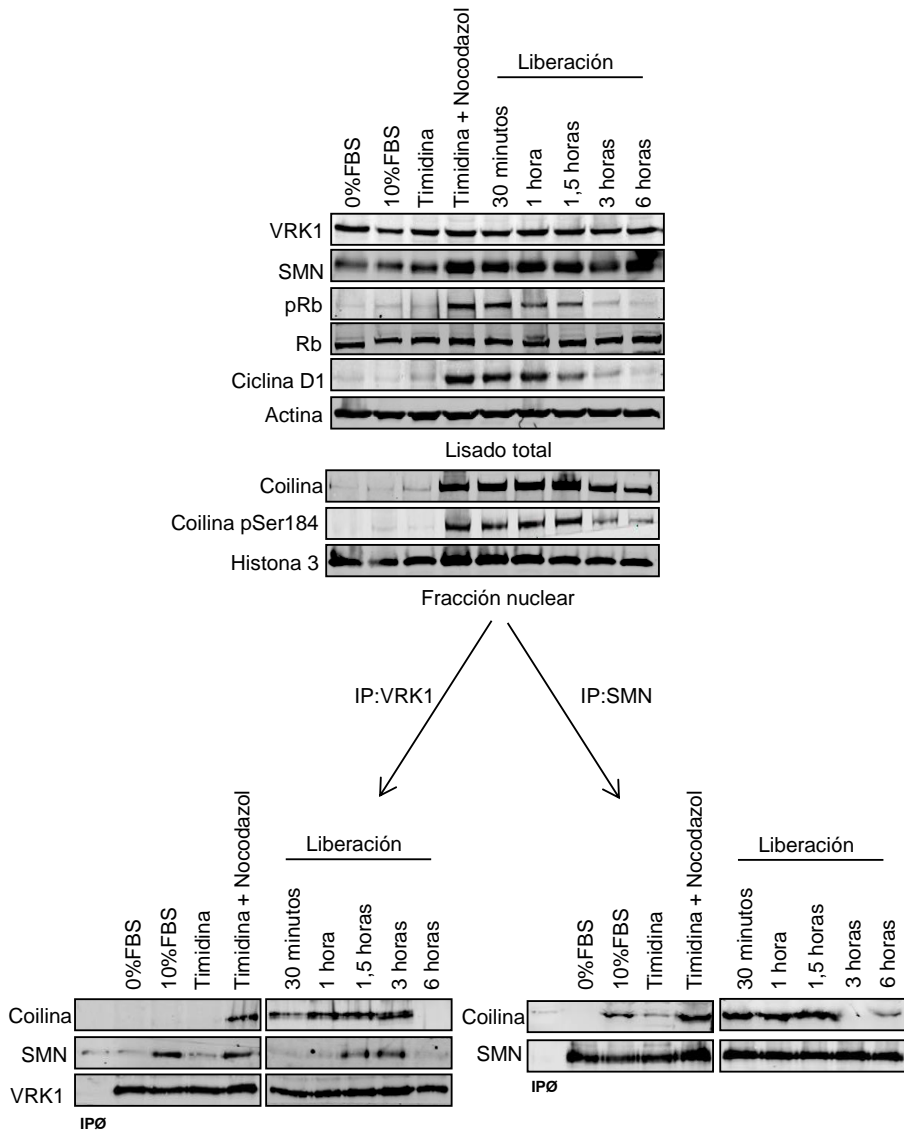 Liberación
0%FBS
10%FBS
Timidina
Timidina + Nocodazol
30 minutos
1 hora
1,5 horas
3 horas
6 horas
VRK1
SMN
pRb
Rb
Ciclina D1
Actina
Lisado total
Coilina
Coilina pSer184
Histona 3
Fracción nuclear
IP:VRK1
IP:SMN
Liberación
0%FBS
10%FBS
Timidina
Timidina + Nocodazol
30 minutos
1 hora
1,5 horas
3 horas
6 horas
Coilina
SMN
VRK1
IPØ
Liberación
0%FBS
10%FBS
Timidina
Timidina + Nocodazol
30 minutos
1 hora
1,5 horas
3 horas
6 horas
Coilina
SMN
IPØ